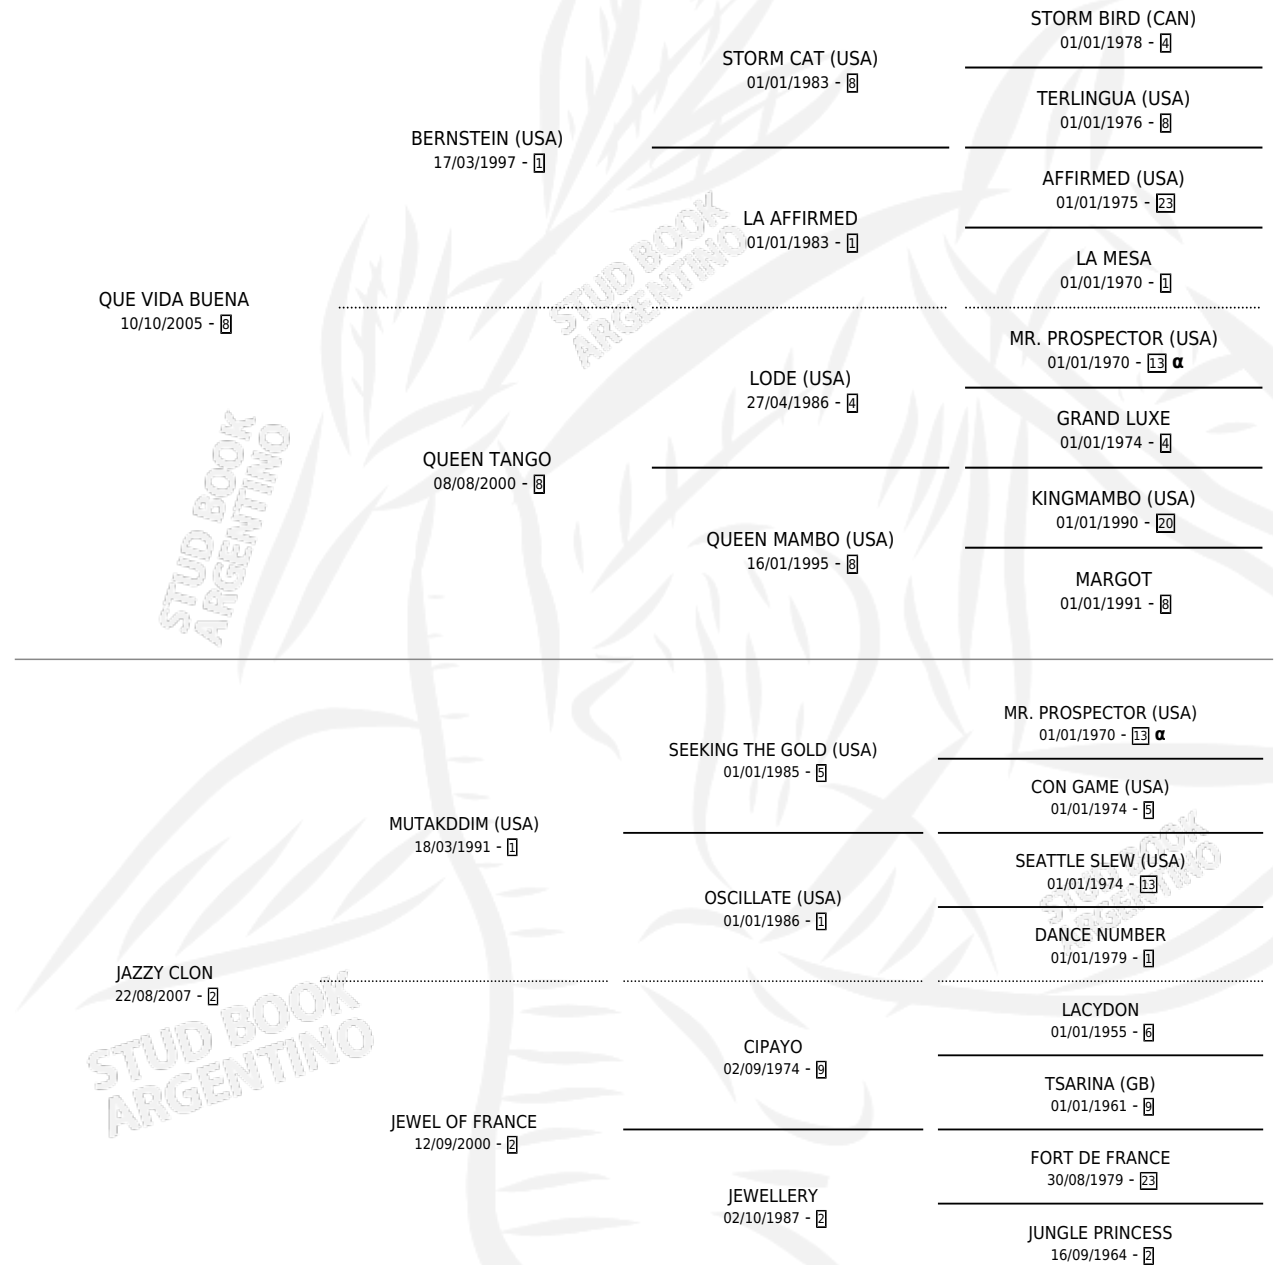 STORM BIRD (CAN)
01/01/1978 - 4
STORM CAT (USA)
01/01/1983 - 8
TERLINGUA (USA)
01/01/1976 - 8
BERNSTEIN (USA)
17/03/1997 - 1
AFFIRMED (USA)
01/01/1975 - 23
LA AFFIRMED
01/01/1983 - 1
LA MESA
01/01/1970 - 1
QUE VIDA BUENA
10/10/2005 - 8
MR. PROSPECTOR (USA)
01/01/1970 - 13 α
LODE (USA)
27/04/1986 - 4
GRAND LUXE
01/01/1974 - 4
QUEEN TANGO
08/08/2000 - 8
KINGMAMBO (USA)
01/01/1990 - 20
QUEEN MAMBO (USA)
16/01/1995 - 8
MARGOT
01/01/1991 - 8
STUD BOOK
ARGENTINO
STUD BOOK
ARGENTINO
MR. PROSPECTOR (USA)
01/01/1970 - 13 α
SEEKING THE GOLD (USA)
01/01/1985 - 5
CON GAME (USA)
01/01/1974 - 5
MUTAKDDIM (USA)
18/03/1991 - 1
SEATTLE SLEW (USA)
01/01/1974 - 13
OSCILLATE (USA)
01/01/1986 - 1
DANCE NUMBER
01/01/1979 - 1
JAZZY CLON
22/08/2007 - 2
LACYDON
01/01/1955 - 6
CIPAYO
02/09/1974 - 9
TSARINA (GB)
01/01/1961 - 9
JEWEL OF FRANCE
12/09/2000 - 2
FORT DE FRANCE
30/08/1979 - 23
JEWELLERY
02/10/1987 - 2
JUNGLE PRINCESS
16/09/1964 - 2
STUD BOOK
ARGENTINO
STUD BOOK
ARGENTINO